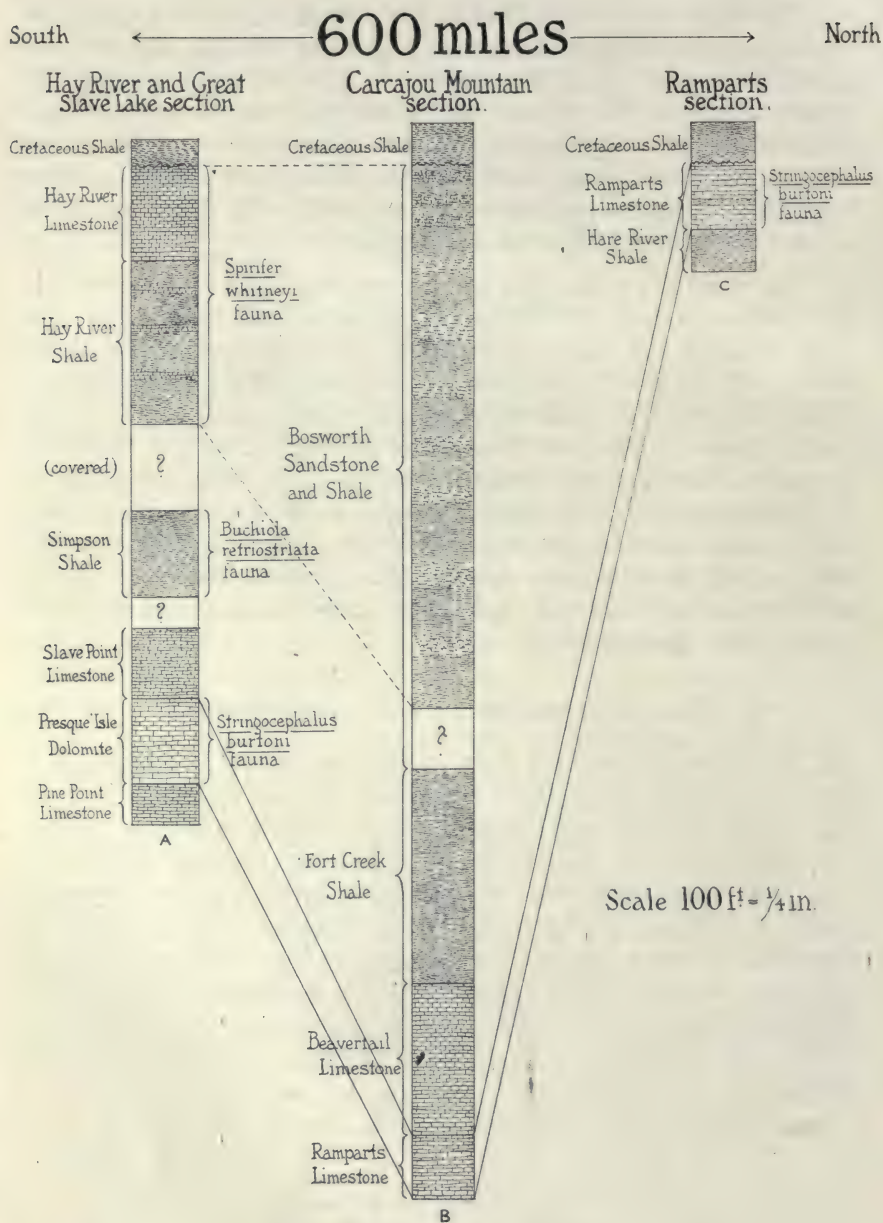 South
600 miles
North
Hay River and Great
Slave Lake section
Carcajou Mountain
section.
Ramparts
section.
Cretaceous Shale
Hay River
Limestone
Hay River
Shale
(covered)
Simpson
Shale
Slave Point
Limestone
Presqu'Isle
Dolomite
Pine Point
Limestone
?
?
A
Spirifer
whitneyi
fauna
Buchiola
retriostriata
fauna
Stringocephalus
burtoni
fauna
Cretaceous Shale
Bosworth
Sandstone
and Shale
?
Fort Creek
Shale
Beavertail
Limestone
Ramparts
Limestone
B
Cretaceous Shale
Ramparts
Limestone
Hare River
Shale
Stringocephalus
burtoni
fauna
C
Scale 100 ft = 1/4 in.